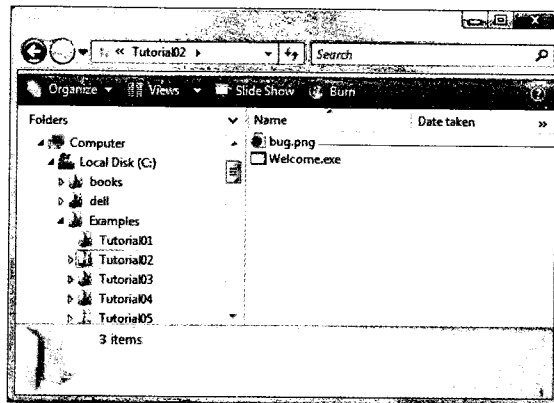 « Tutorial02
Search
Organize Views Slide Show Burn
Folders
Computer
Local Disk (C:)
books
dell
Examples
Tutorial01
Tutorial02
Tutorial03
Tutorial04
Tutorial05
Name Date taken »
bug.png
Welcome.exe
3 items